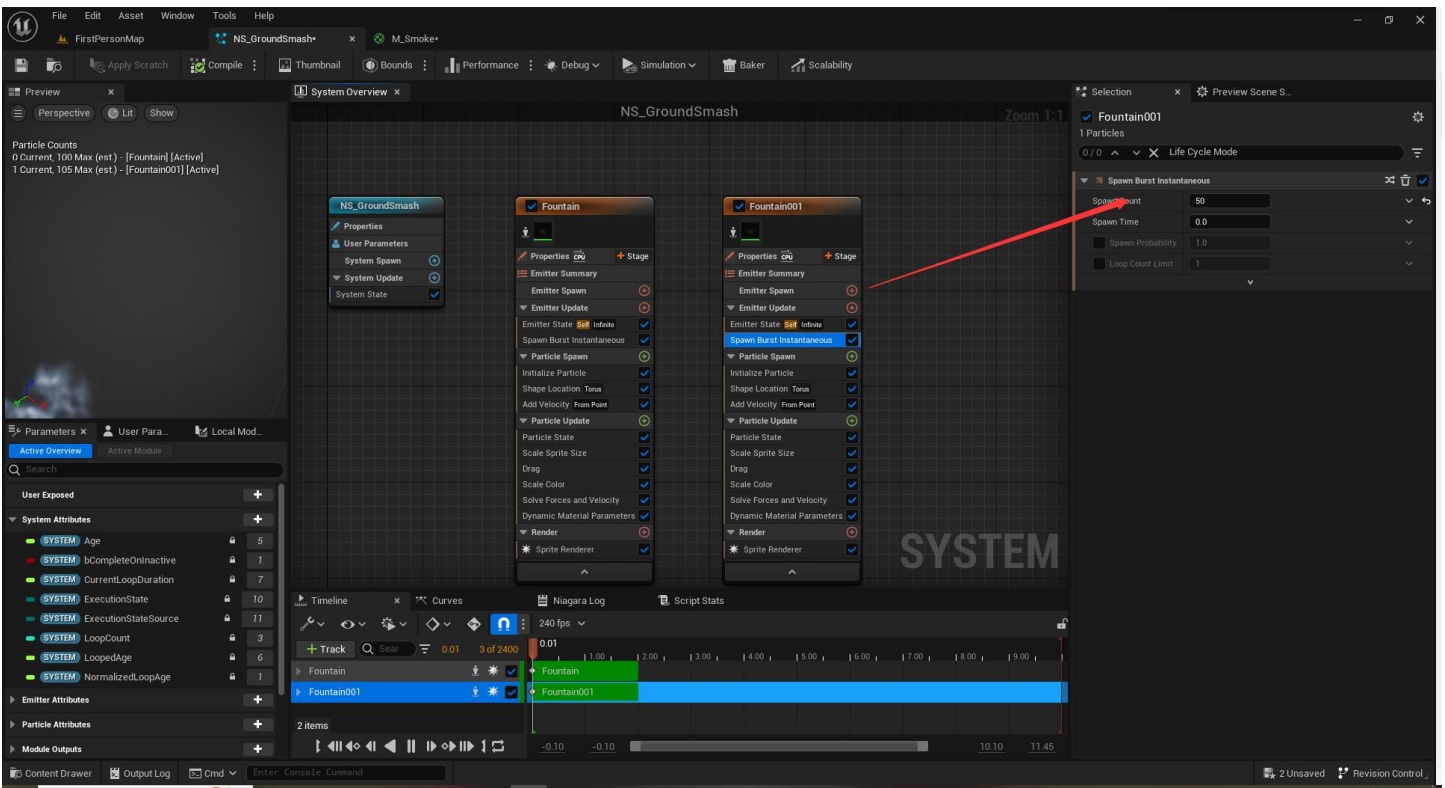 File Edit Asset Window Tools Help
FirstPersonMap NS_GroundSmash• × M_Smoke•
Apply Scratch Compile Thumbnail Bounds Performance Debug Simulation Baker Scalability
Preview × System Overview × Selection × Preview Scene S...
Perspective Lit Show NS_GroundSmash Zoom 1:1 Fountain001
1 Particles
Particle Counts
0 Current, 100 Max (est.) - [Fountain] [Active]
1 Current, 105 Max (est.) - [Fountain001] [Active]
0/0 Life Cycle Mode
Spawn Burst Instantaneous
Spawn Count 50
Spawn Time 0.0
Spawn Probability 1.0
Loop Count Limit 1
NS_GroundSmash
Properties
User Parameters
System Spawn
System Update
System State
Fountain
Properties CPU + Stage
Emitter Summary
Emitter Spawn
Emitter Update
Emitter State Self Infinite
Spawn Burst Instantaneous
Particle Spawn
Initialize Particle
Shape Location Torus
Add Velocity From Point
Particle Update
Particle State
Scale Sprite Size
Drag
Scale Color
Solve Forces and Velocity
Dynamic Material Parameters
Render
Sprite Renderer
Fountain001
Properties CPU + Stage
Emitter Summary
Emitter Spawn
Emitter Update
Emitter State Self Infinite
Spawn Burst Instantaneous
Particle Spawn
Initialize Particle
Shape Location Torus
Add Velocity From Point
Particle Update
Particle State
Scale Sprite Size
Drag
Scale Color
Solve Forces and Velocity
Dynamic Material Parameters
Render
Sprite Renderer
SYSTEM
Parameters × User Para... Local Mod...
Active Overview Active Module
Search
User Exposed
System Attributes
SYSTEM Age 5
SYSTEM bCompleteOnInactive 1
SYSTEM CurrentLoopDuration 7
SYSTEM ExecutionState 10
SYSTEM ExecutionStateSource 11
SYSTEM LoopCount 3
SYSTEM LoopedAge 6
SYSTEM NormalizedLoopAge 1
Emitter Attributes
Particle Attributes
Module Outputs
Timeline × Curves Niagara Log Script Stats
240 fps
+ Track Sear 0.01 3 of 2400 0.01 1.00 2.00 3.00 4.00 5.00 6.00 7.00 8.00 9.00
Fountain Fountain
Fountain001 Fountain001
2 items
-0.10 -0.10 10.10 11.45
Content Drawer Output Log Cmd Enter Console Command 2 Unsaved Revision Control